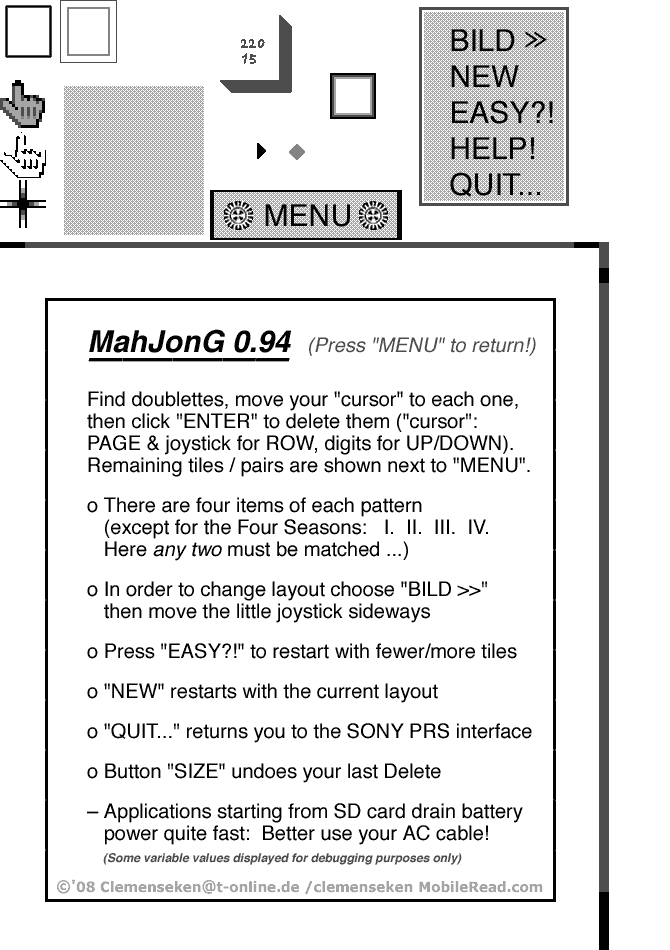 220
15
BILD >>
NEW
EASY?!
HELP!
QUIT...
MENU
MahJonG 0.94 (Press "MENU" to return!)
Find doublettes, move your "cursor" to each one,
then click "ENTER" to delete them ("cursor":
PAGE & joystick for ROW, digits for UP/DOWN).
Remaining tiles / pairs are shown next to "MENU".
o There are four items of each pattern
(except for the Four Seasons: I. II. III. IV.
Here any two must be matched ...)
o In order to change layout choose "BILD >>"
then move the little joystick sideways
o Press "EASY?!" to restart with fewer/more tiles
o "NEW" restarts with the current layout
o "QUIT..." returns you to the SONY PRS interface
o Button "SIZE" undoes your last Delete
– Applications starting from SD card drain battery
power quite fast: Better use your AC cable!
(Some variable values displayed for debugging purposes only)
©'08 Clemenseken@t-online.de /clemenseken MobileRead.com